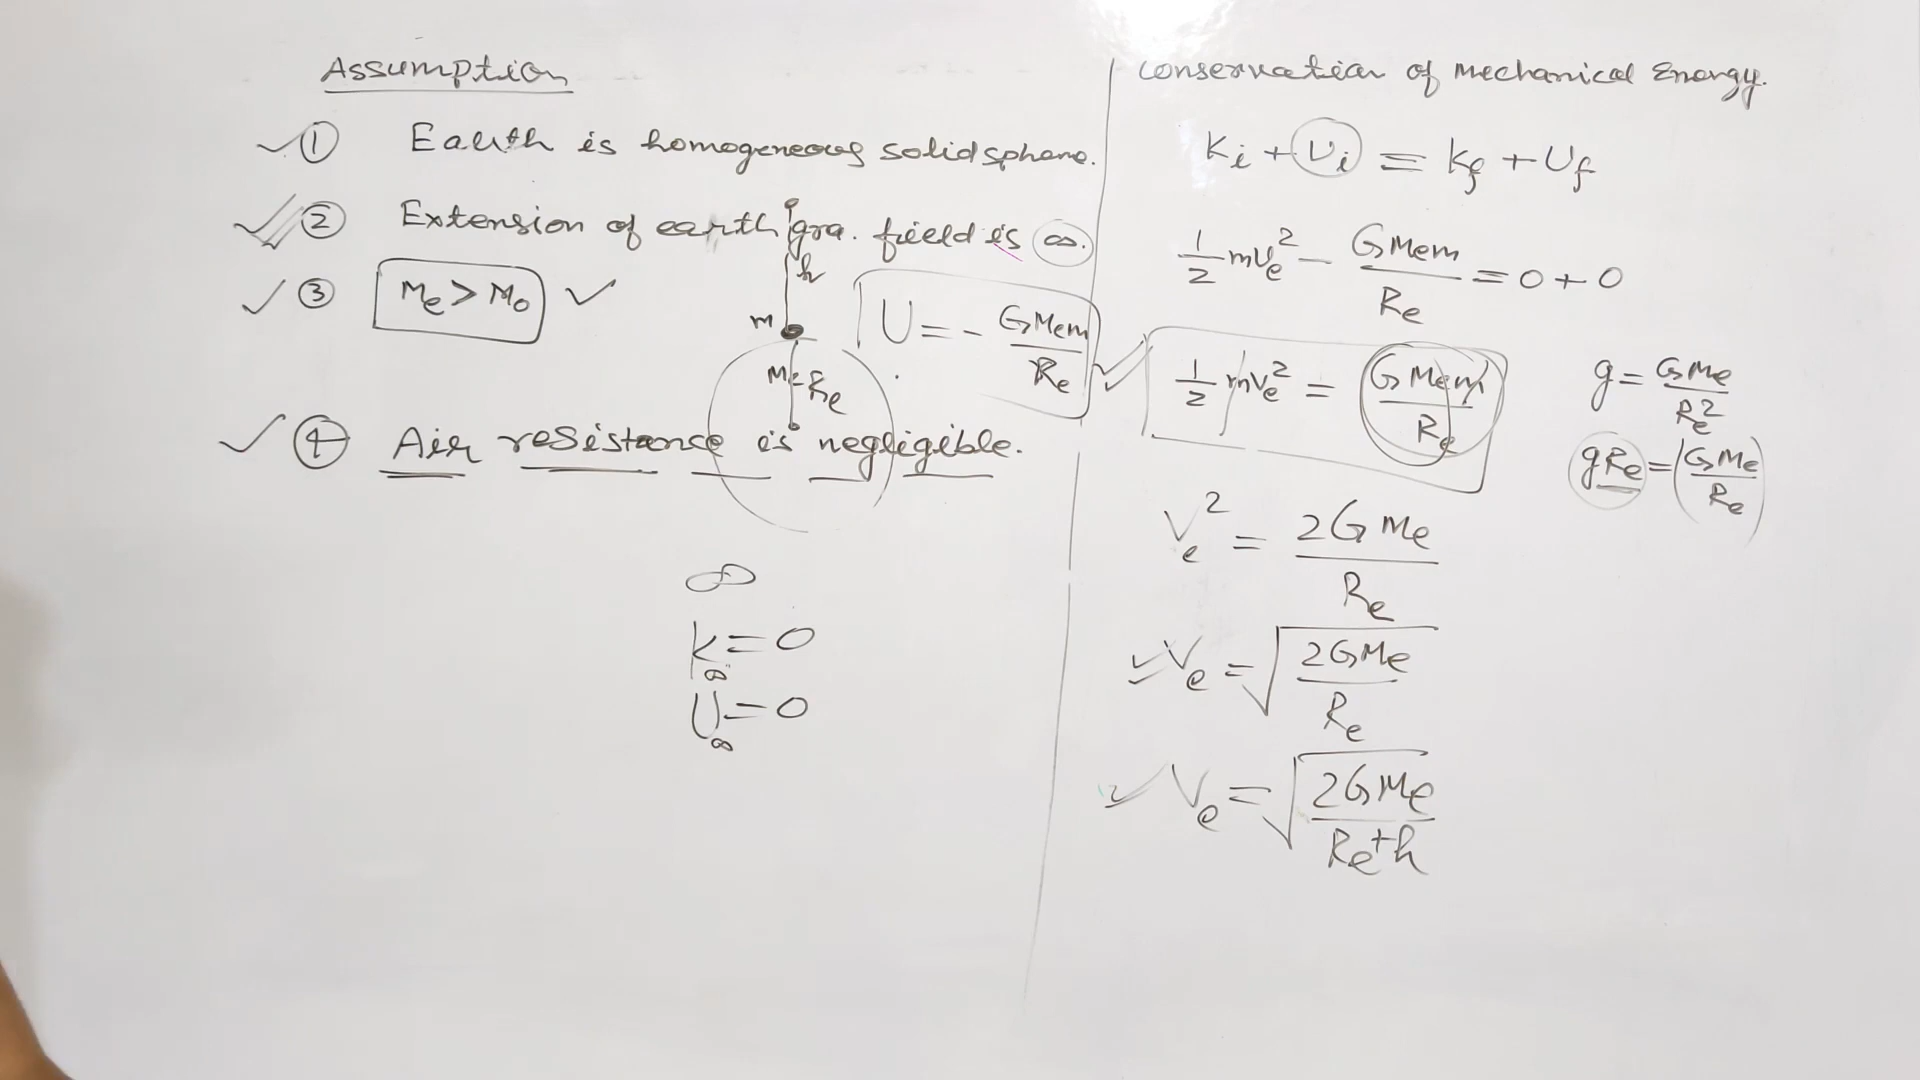 Assumption
① Earth is homogeneous solid sphere.
② Extension of earth gra. field is ∞.
h
③ Me > Mo
m
U = - GMem/Re
Me Re
④ Air resistance is negligible.
∞
K∞ = 0
U∞ = 0
Conservation of Mechanical Energy.
Ki + Ui = Kf + Uf
1/2 mVe² - GMem/Re = 0 + 0
1/2 mVe² = GMem/Re
g = GMe/Re²
gRe = (GMe/Re)
Ve² = 2GMe/Re
Ve = √(2GMe/Re)
Ve = √(2GMe/Re+h)